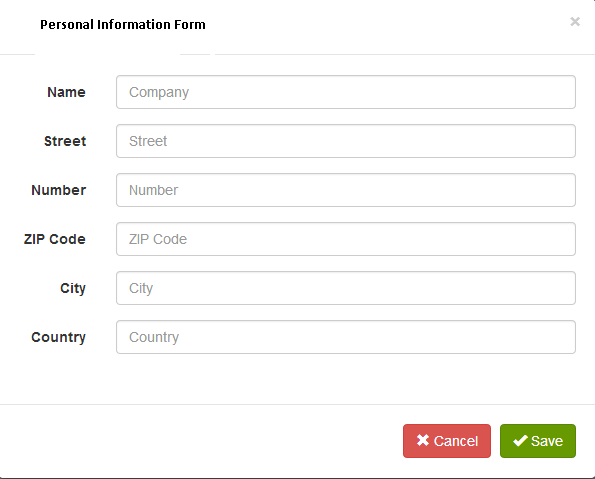 Personal Information Form ×
Name Company
Street Street
Number Number
ZIP Code ZIP Code
City City
Country Country
Cancel Save